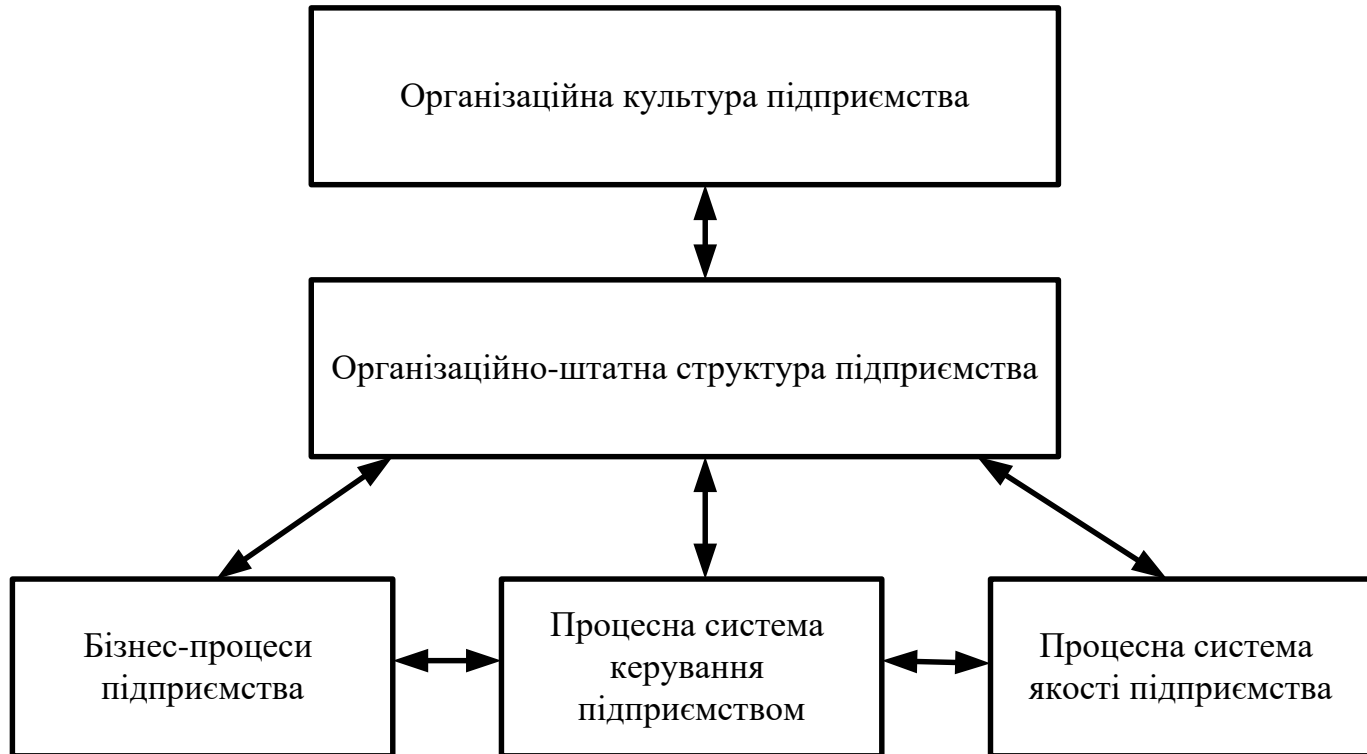 Організаційна культура підприємства
Організаційно-штатна структура підприємства
Бізнес-процеси
підприємства
Процесна система
керування
підприємством
Процесна система
якості підприємства